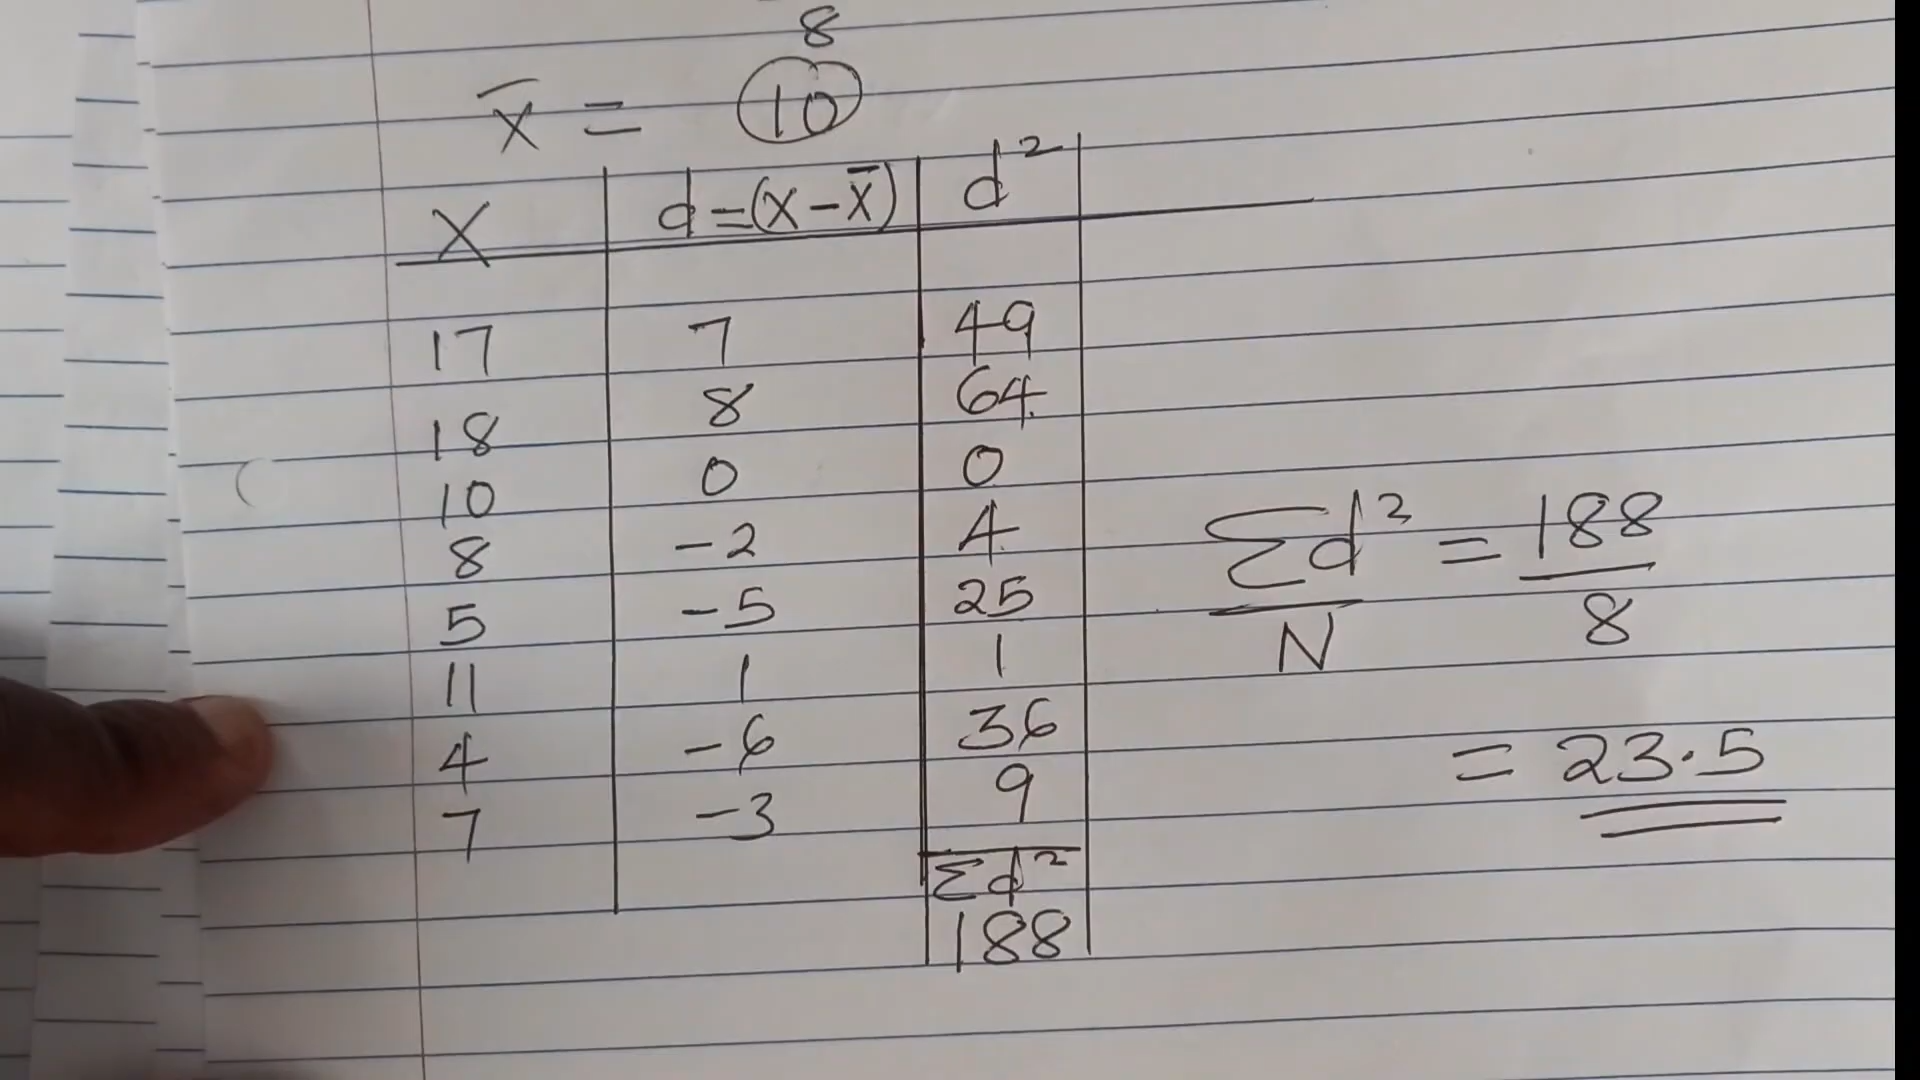 8
x̄ = 10
X d=(x-x̄) d²
17 7 49
18 8 64
10 0 0
8 -2 4
5 -5 25
11 1 1
4 -6 36
7 -3 9
Σd²
188
Σd² = 188
N 8
= 23.5